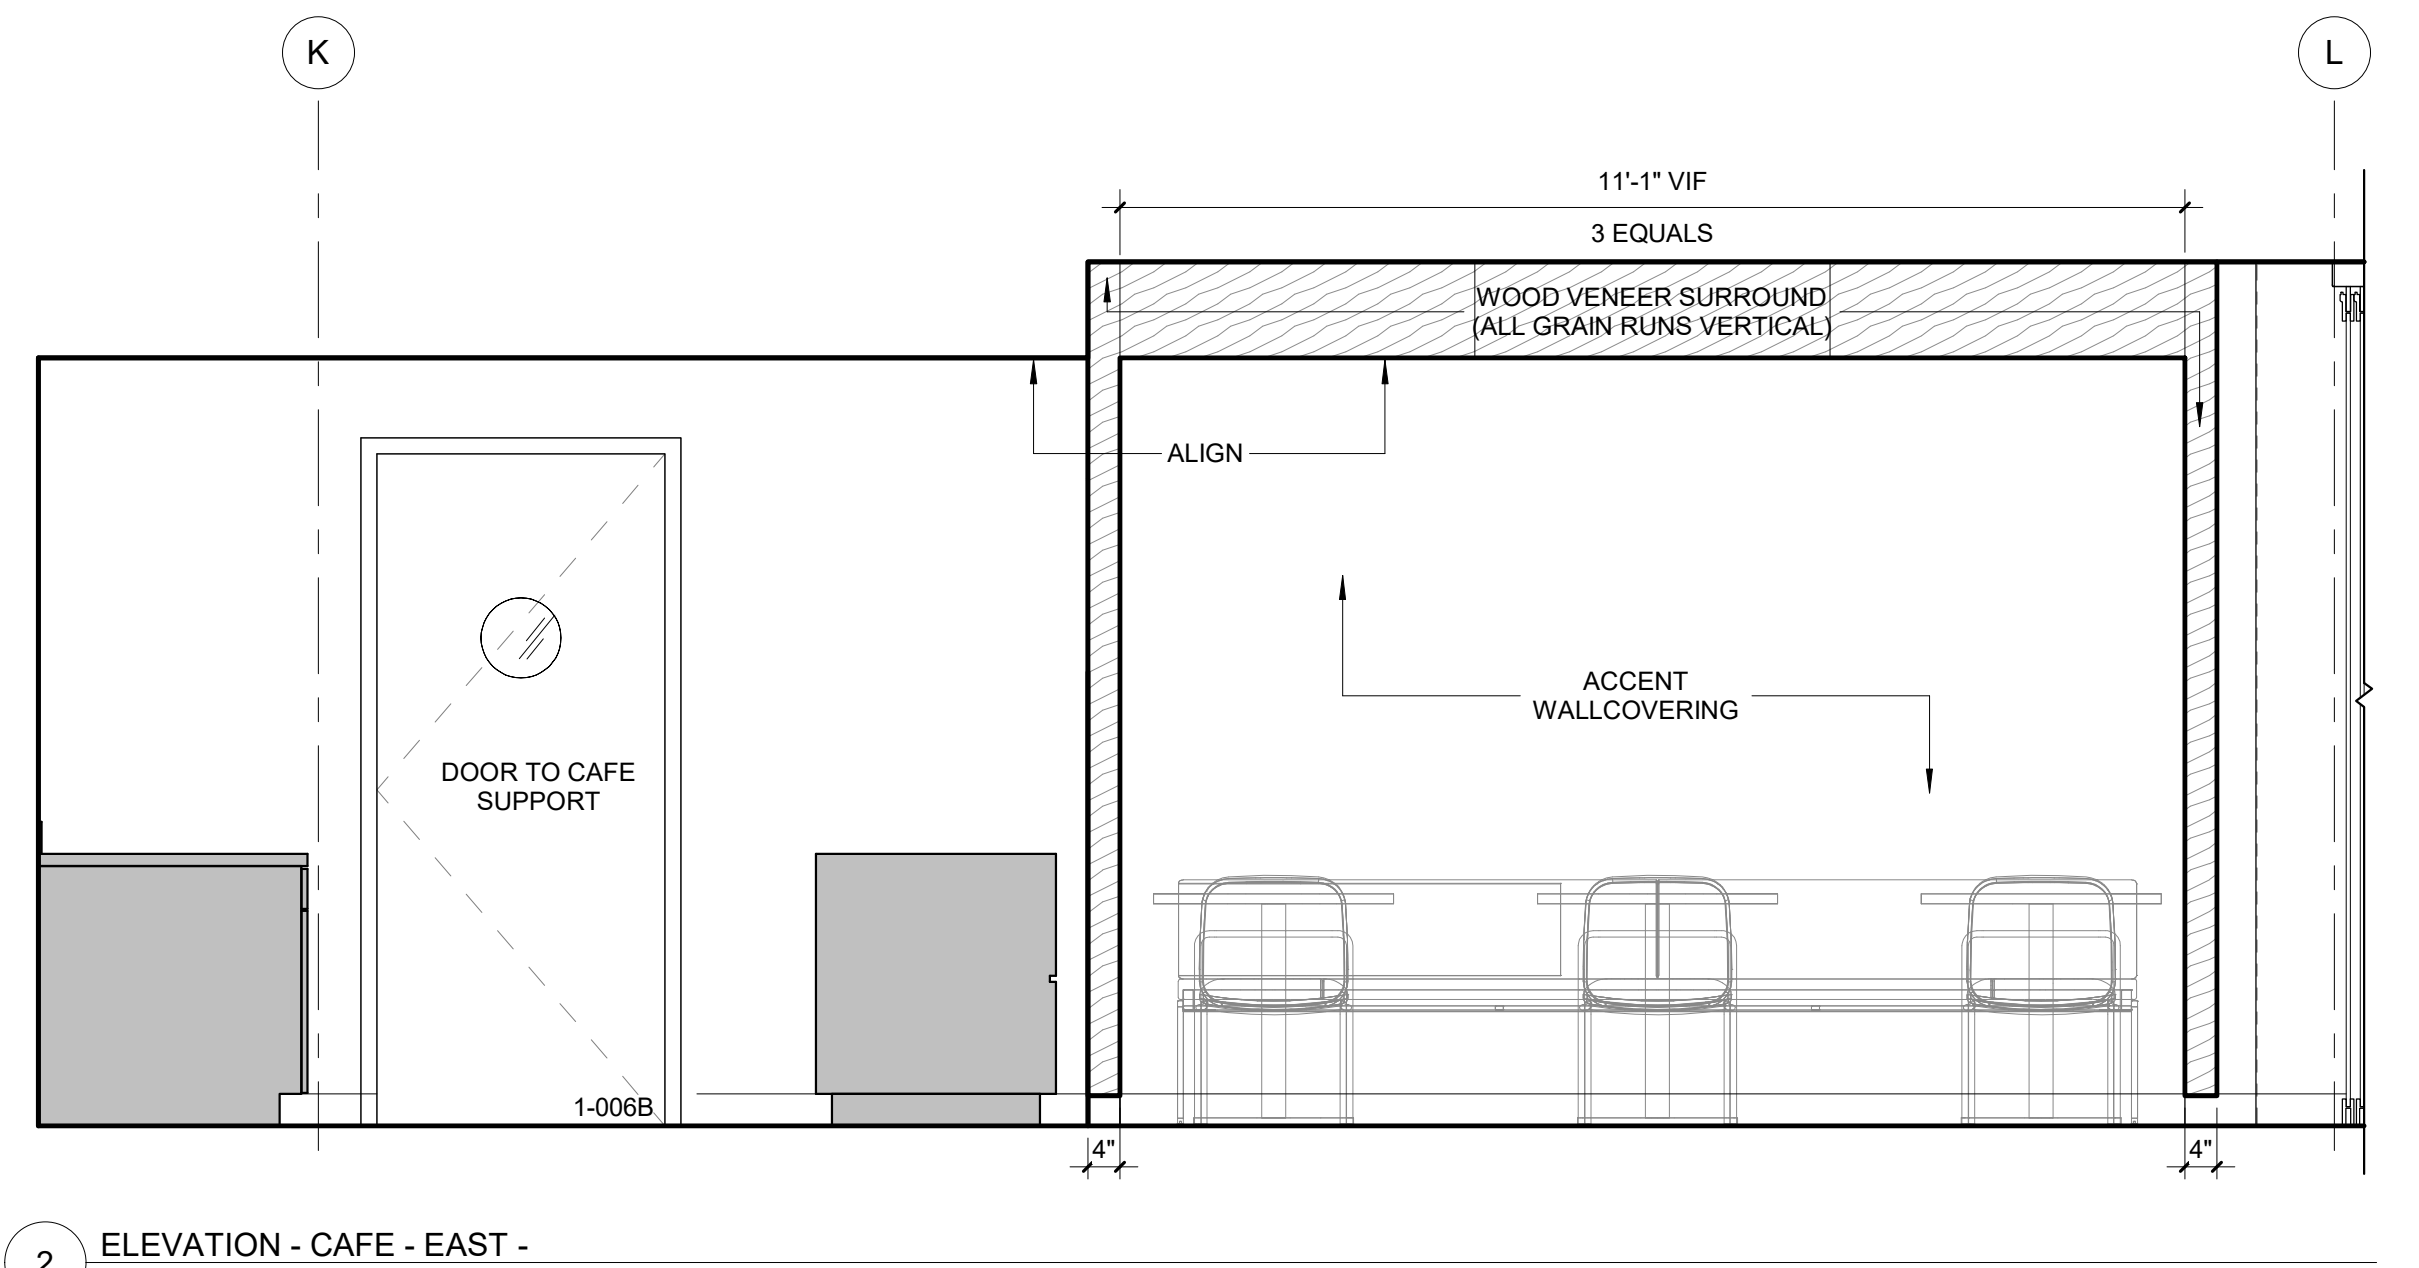 K
L
11'-1" VIF
3 EQUALS
WOOD VENEER SURROUND
(ALL GRAIN RUNS VERTICAL)
ALIGN
ACCENT
WALLCOVERING
DOOR TO CAFE
SUPPORT
1-006B
4"
4"
2
ELEVATION - CAFE - EAST -